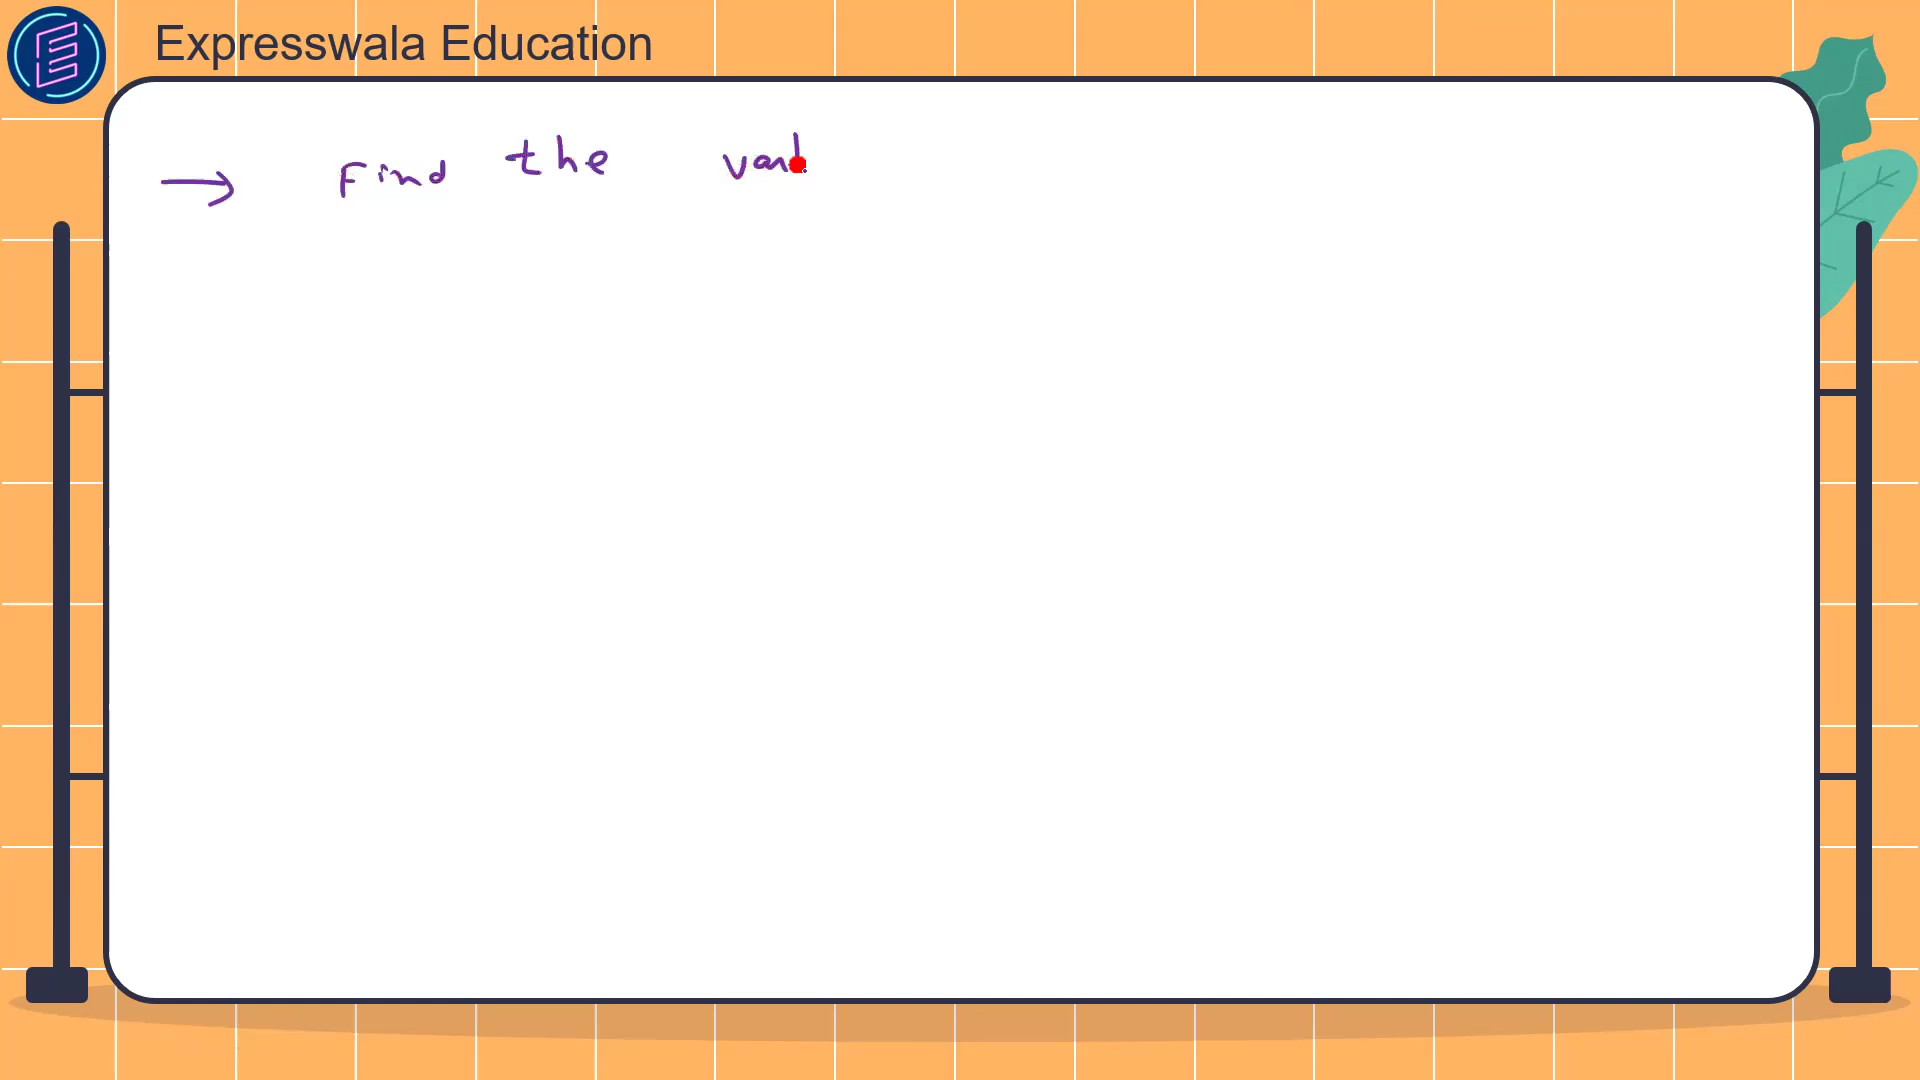 Expresswala Education
→ Find the val